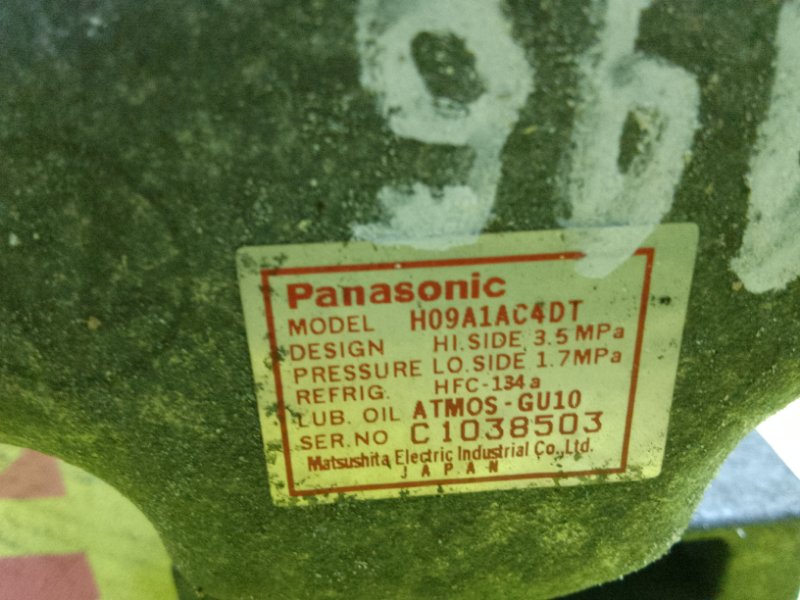 96
Panasonic
MODEL H09A1AC4DT
DESIGN HI.SIDE 3.5 MPa
PRESSURE LO.SIDE 1.7MPa
REFRIG. HFC-134a
LUB. OIL ATMOS-GU10
SER.NO C1038503
Matsushita Electric Industrial Co., Ltd.
JAPAN